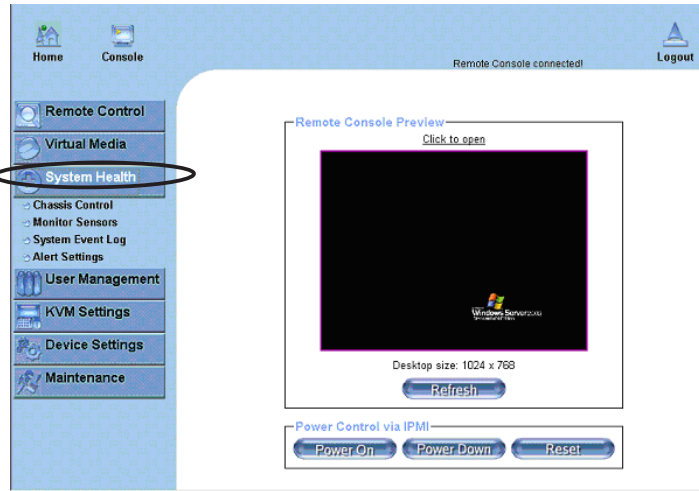 Home
Console
Remote Console connected!
Logout
Remote Control
Virtual Media
System Health
Chassis Control
Monitor Sensors
System Event Log
Alert Settings
User Management
KVM Settings
Device Settings
Maintenance
Remote Console Preview
Click to open
Windows Server 2003
Desktop size: 1024 x 768
Refresh
Power Control via IPMI
Power On
Power Down
Reset